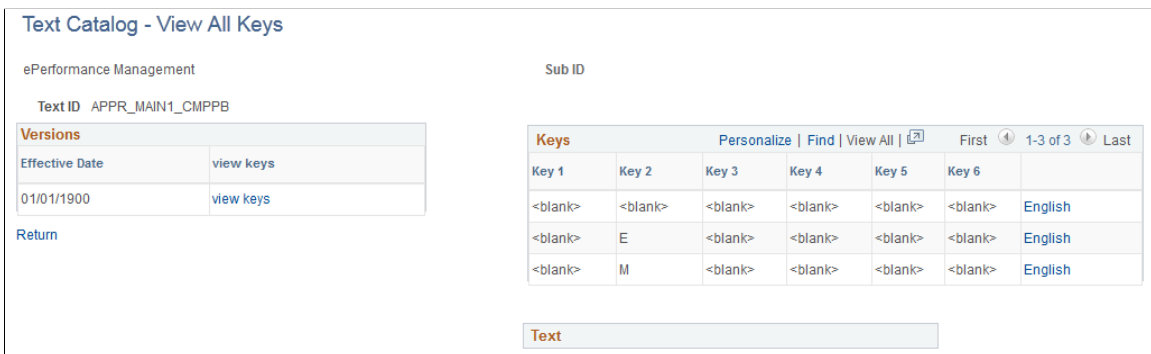 Text Catalog - View All Keys
ePerformance Management
Sub ID
Text ID APPR_MAIN1_CMPPB
Versions
Effective Date view keys
01/01/1900 view keys
Return
Keys Personalize | Find | View All | First 1-3 of 3 Last
Key 1 Key 2 Key 3 Key 4 Key 5 Key 6
<blank> <blank> <blank> <blank> <blank> <blank> English
<blank> E <blank> <blank> <blank> <blank> English
<blank> M <blank> <blank> <blank> <blank> English
Text